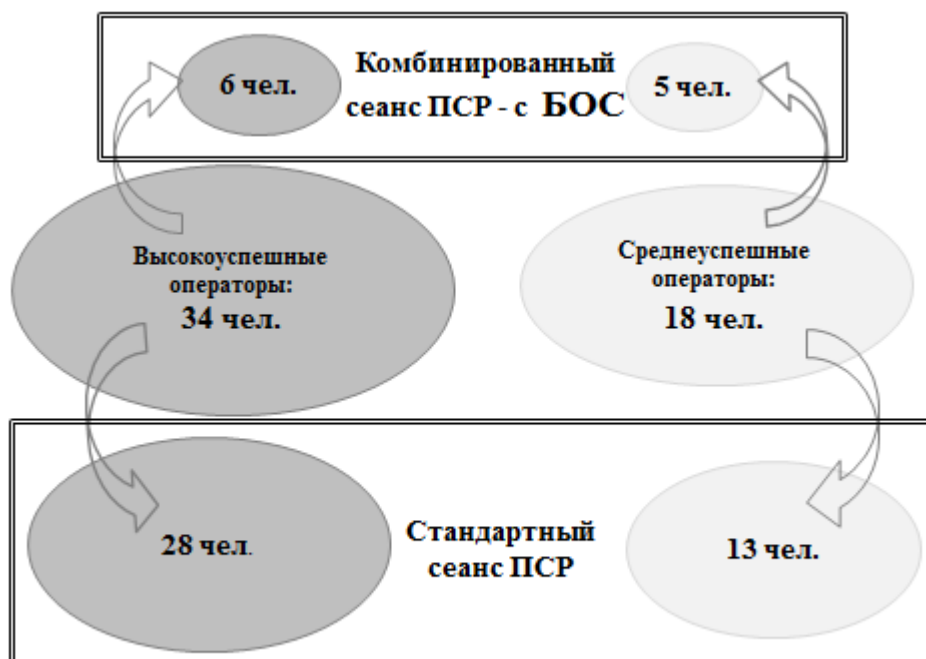 6 чел.
Комбинированный
сеанс ПСР - с БОС
5 чел.
Высокоуспешные
операторы:
34 чел.
Среднеуспешные
операторы:
18 чел.
28 чел.
Стандартный
сеанс ПСР
13 чел.